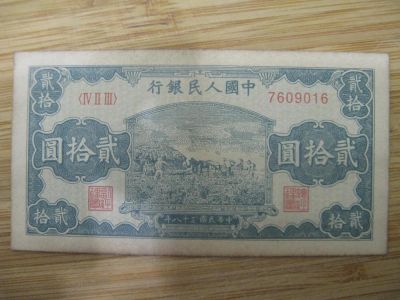 行銀民人國中
〈IV II III〉
7609016
貳拾
貳拾
圓拾貳
圓拾貳
年八十三國民華中
貳拾
貳拾